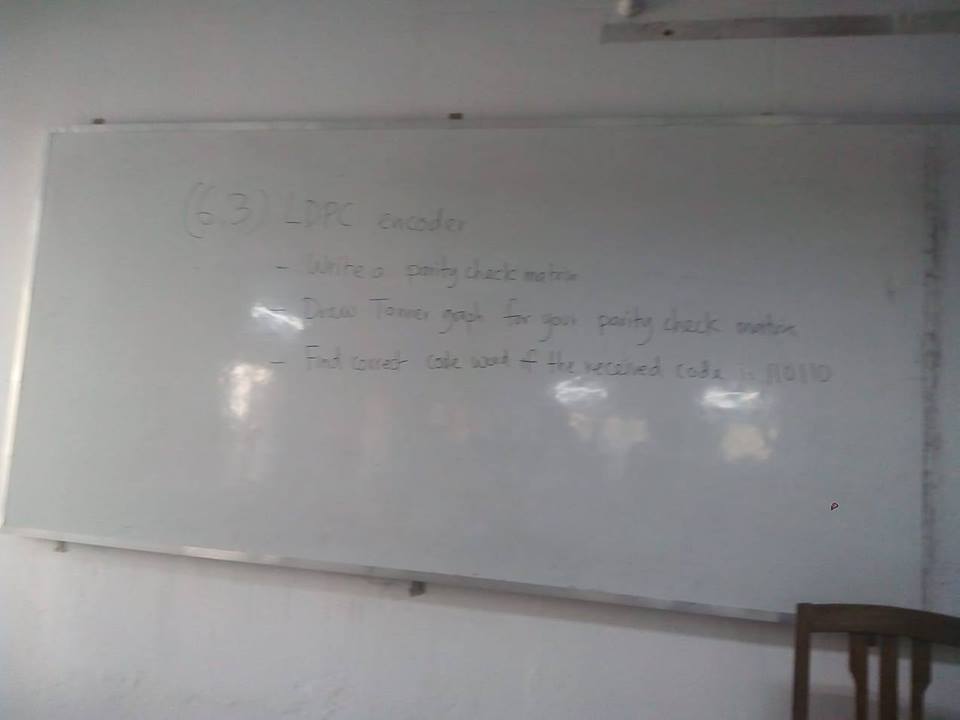 (6.3) LDPC encoder
- Write a parity check matrix
- Draw Tanner graph for your parity check matrix
- Find correct code word if the received code is 110110